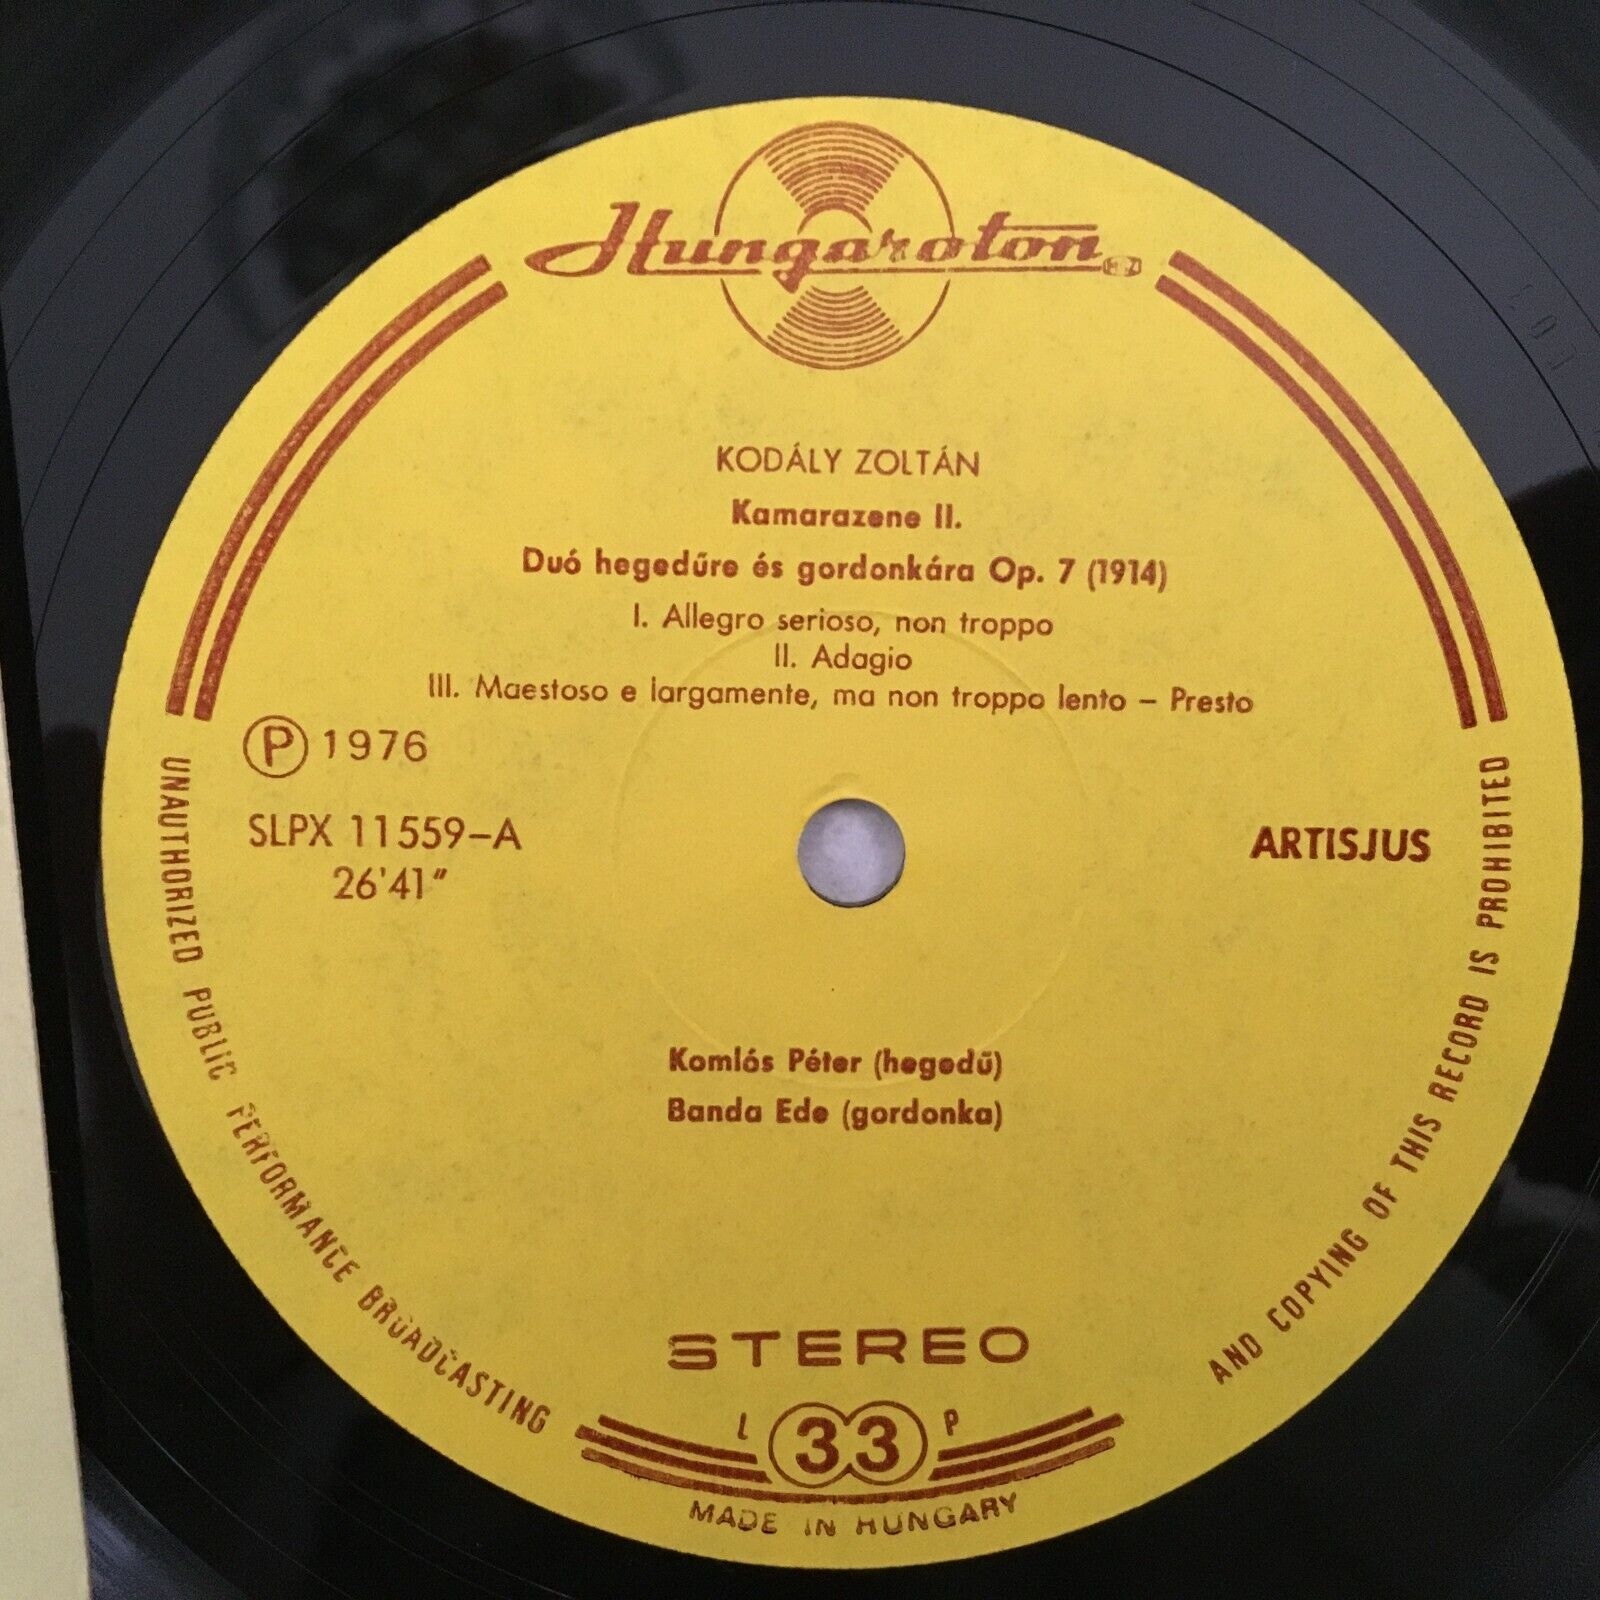 Hungaroton
KODÁLY ZOLTÁN
Kamarazene II.
Duó hegedűre és gordonkára Op. 7 (1914)
I. Allegro serioso, non troppo
II. Adagio
III. Maestoso e largamente, ma non troppo lento – Presto
Ⓟ 1976
SLPX 11559–A
26'41"
ARTISJUS
Komlós Péter (hegedű)
Banda Ede (gordonka)
STEREO
L 33 P
MADE IN HUNGARY
UNAUTHORIZED PUBLIC PERFORMANCE BROADCASTING
AND COPYING OF THIS RECORD IS PROHIBITED